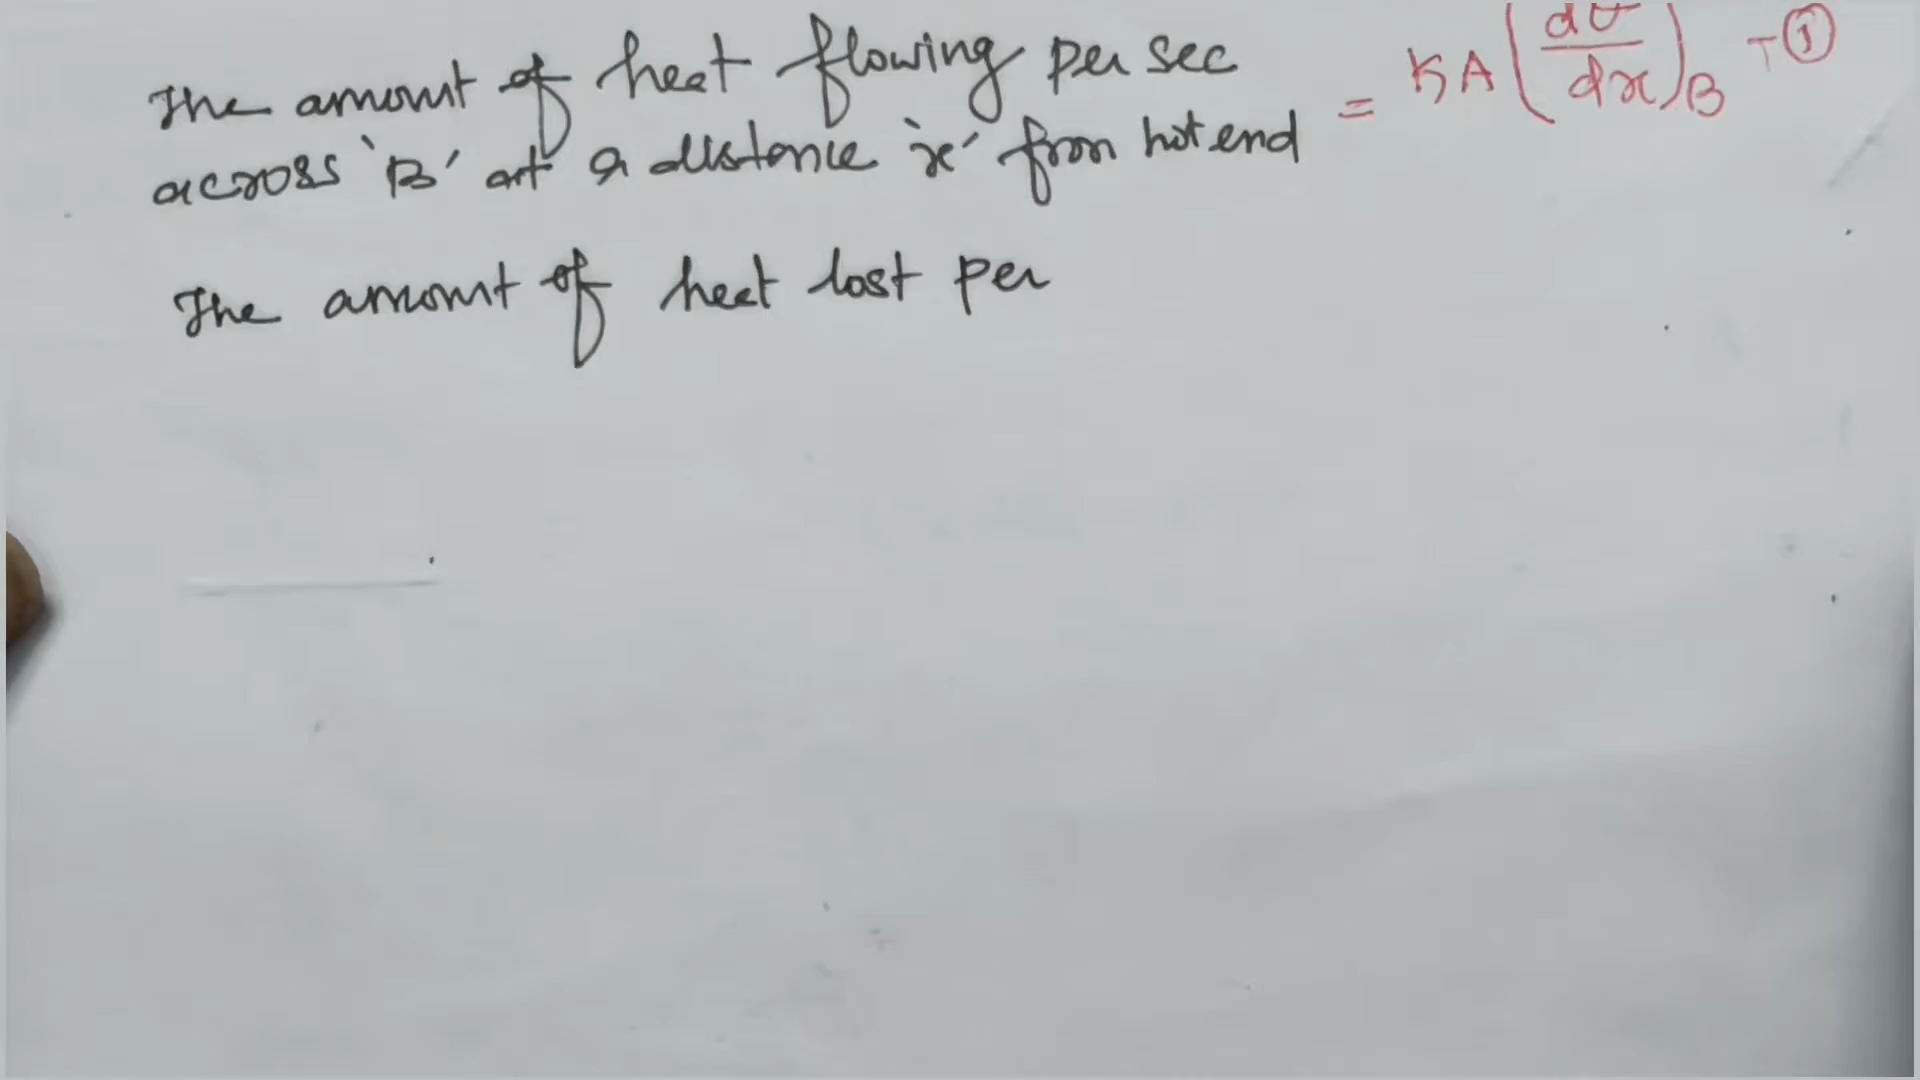 The amount of heat flowing per sec
across 'B' at a distance 'x' from hot end = KA(dθ/dx)B -①
The amount of heat lost per